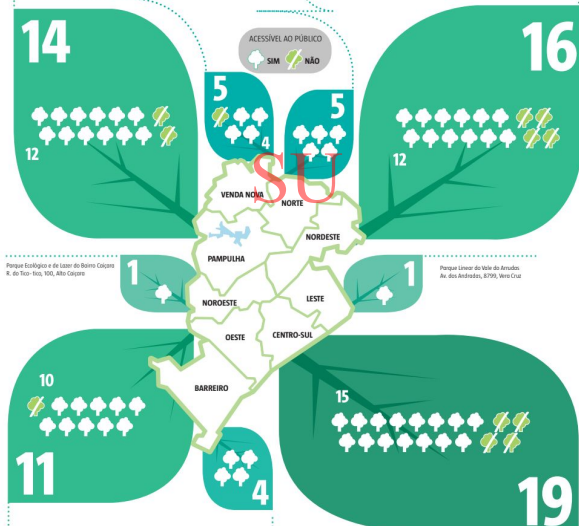 14
5
ACESSÍVEL AO PÚBLICO
SIM NÃO
5
16
12
4
12
SU
VENDA NOVA
NORTE
NORDESTE
PAMPULHA
Parque Ecológico e de Lazer do Bairro Caiçara
R. do Tico- tico, 100, Alto Caiçara
1
1
Parque Linear do Vale do Arrudas
Av. dos Andradas, 8799, Vera Cruz
NOROESTE
LESTE
OESTE
CENTRO-SUL
BARREIRO
10
15
11
4
19